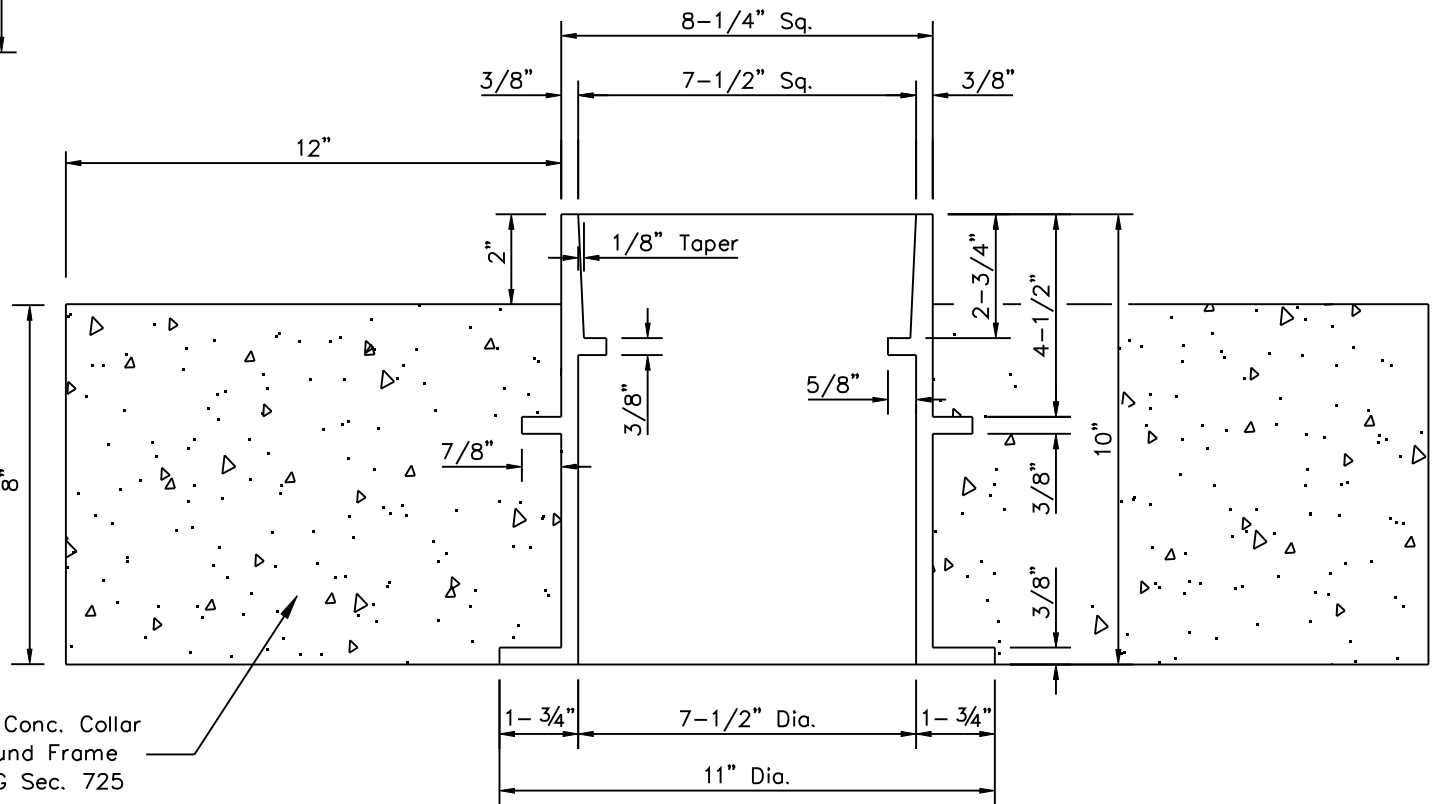 8-1/4" Sq.
3/8" 7-1/2" Sq. 3/8"
12"
2"
1/8" Taper
2-3/4"
4-1/2"
3/8"
5/8"
7/8"
10"
8"
3/8"
3/8"
1-3/4" 7-1/2" Dia. 1-3/4"
11" Dia.
Conc. Collar
Frame
Sec. 725